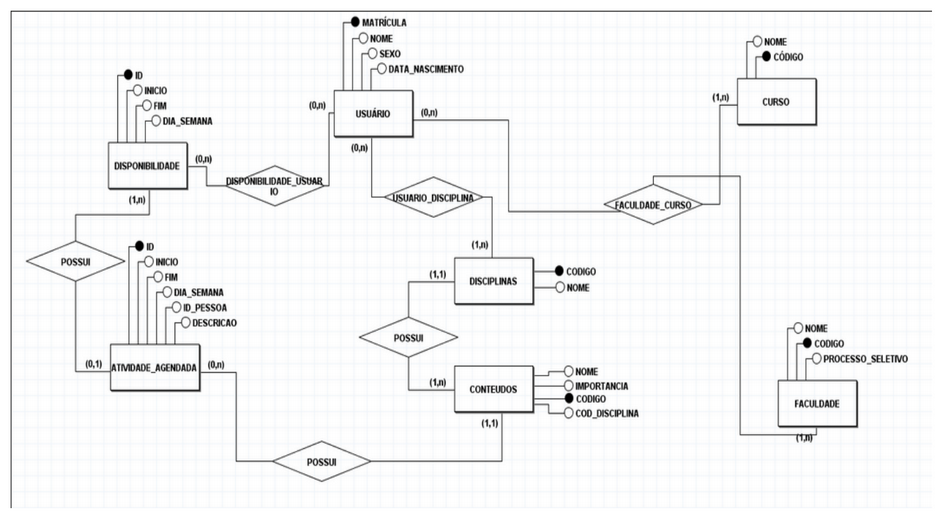 MATRÍCULA
NOME
SEXO
DATA_NASCIMENTO
(0,n)
USUÁRIO
(0,n)
(0,n)
NOME
CÓDIGO
(1,n)
CURSO
ID
INICIO
FIM
DIA_SEMANA
DISPONIBILIDADE
(0,n)
(1,n)
DISPONIBILIDADE_USUAR
IO
USUARIO_DISCIPLINA
FACULDADE_CURSO
POSSUI
ID
INICIO
FIM
DIA_SEMANA
ID_PESSOA
DESCRICAO
(0,1)
ATIVIDADE_AGENDADA
(0,n)
(1,n)
(1,1)
DISCIPLINAS
CODIGO
NOME
POSSUI
(1,n)
CONTEUDOS
NOME
IMPORTANCIA
CODIGO
COD_DISCIPLINA
(1,1)
POSSUI
NOME
CODIGO
PROCESSO_SELETIVO
FACULDADE
(1,n)